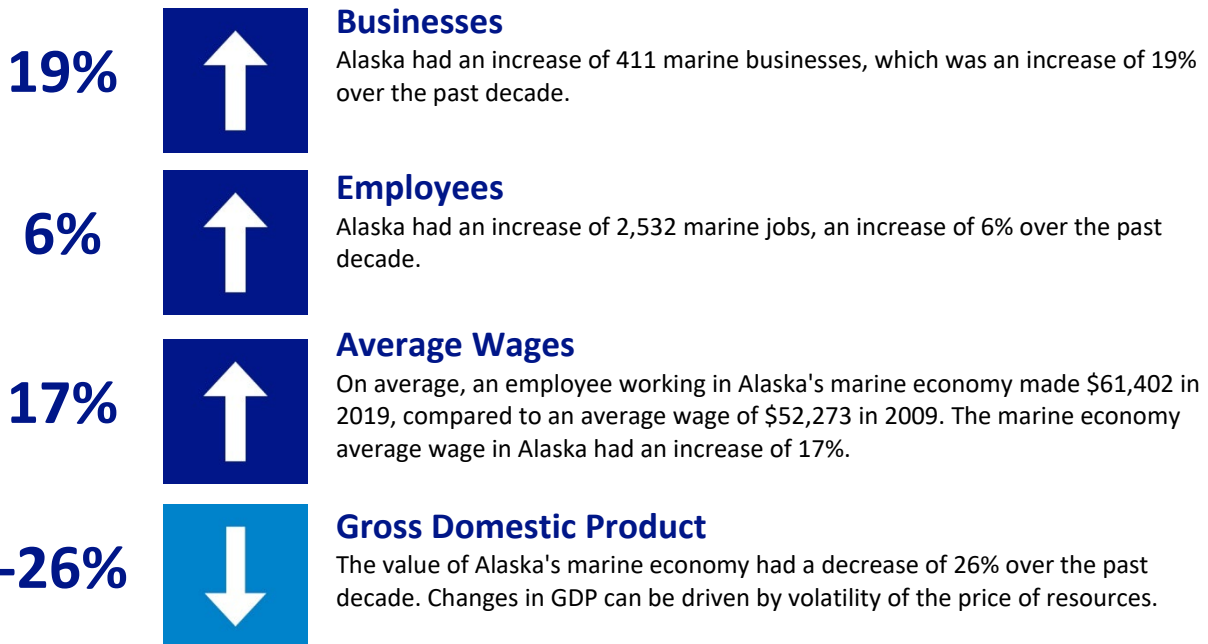 19%
Businesses
Alaska had an increase of 411 marine businesses, which was an increase of 19%
over the past decade.
6%
Employees
Alaska had an increase of 2,532 marine jobs, an increase of 6% over the past
decade.
17%
Average Wages
On average, an employee working in Alaska's marine economy made $61,402 in
2019, compared to an average wage of $52,273 in 2009. The marine economy
average wage in Alaska had an increase of 17%.
-26%
Gross Domestic Product
The value of Alaska's marine economy had a decrease of 26% over the past
decade. Changes in GDP can be driven by volatility of the price of resources.